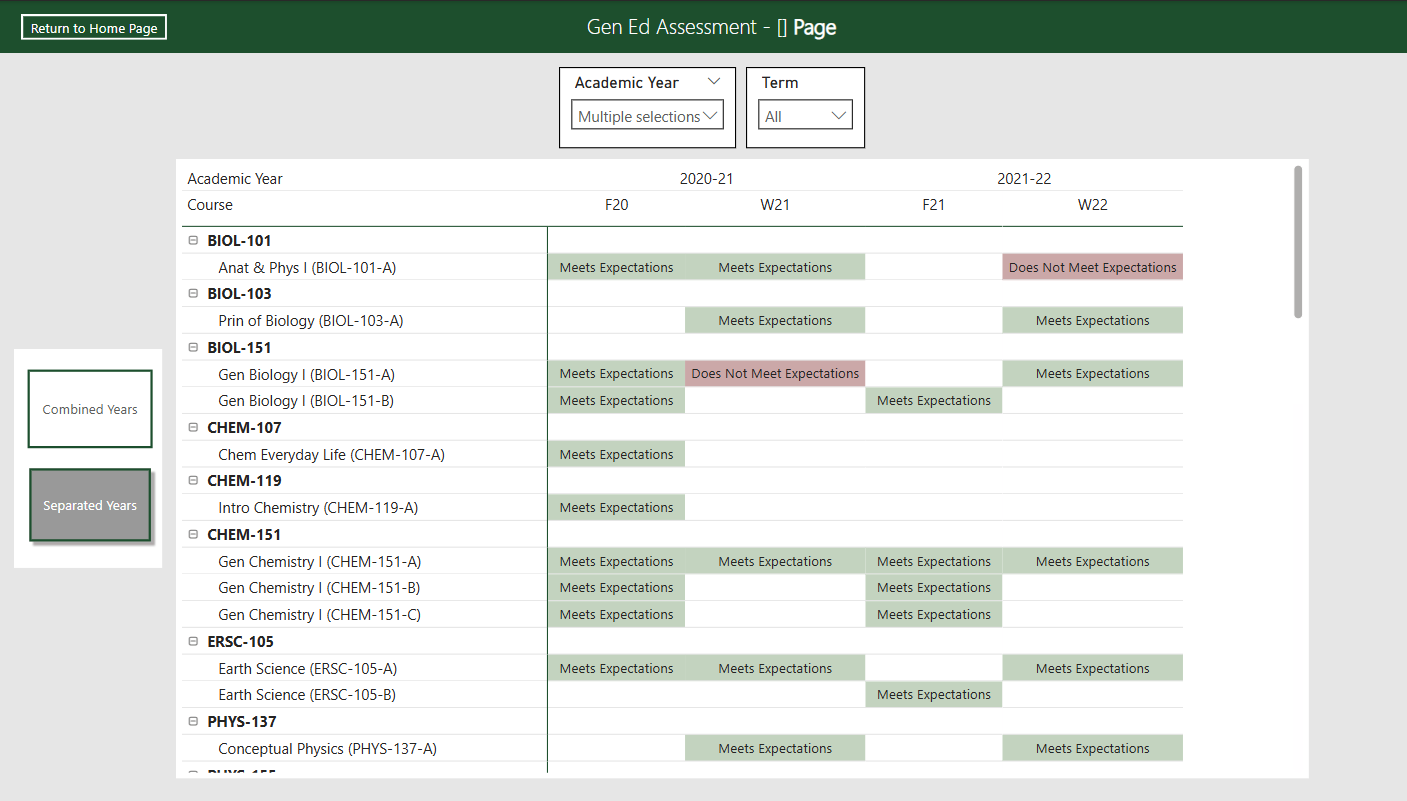 Return to Home Page
Gen Ed Assessment - [] Page
Academic Year
Term
Multiple selections
All
Academic Year 2020-21 2021-22
Course F20 W21 F21 W22
BIOL-101
Anat & Phys I (BIOL-101-A) Meets Expectations Meets Expectations Does Not Meet Expectations
BIOL-103
Prin of Biology (BIOL-103-A) Meets Expectations Meets Expectations
BIOL-151
Gen Biology I (BIOL-151-A) Meets Expectations Does Not Meet Expectations Meets Expectations
Gen Biology I (BIOL-151-B) Meets Expectations Meets Expectations
CHEM-107
Chem Everyday Life (CHEM-107-A) Meets Expectations
CHEM-119
Intro Chemistry (CHEM-119-A) Meets Expectations
CHEM-151
Gen Chemistry I (CHEM-151-A) Meets Expectations Meets Expectations Meets Expectations Meets Expectations
Gen Chemistry I (CHEM-151-B) Meets Expectations Meets Expectations
Gen Chemistry I (CHEM-151-C) Meets Expectations Meets Expectations
ERSC-105
Earth Science (ERSC-105-A) Meets Expectations Meets Expectations Meets Expectations
Earth Science (ERSC-105-B) Meets Expectations
PHYS-137
Conceptual Physics (PHYS-137-A) Meets Expectations Meets Expectations
Combined Years
Separated Years